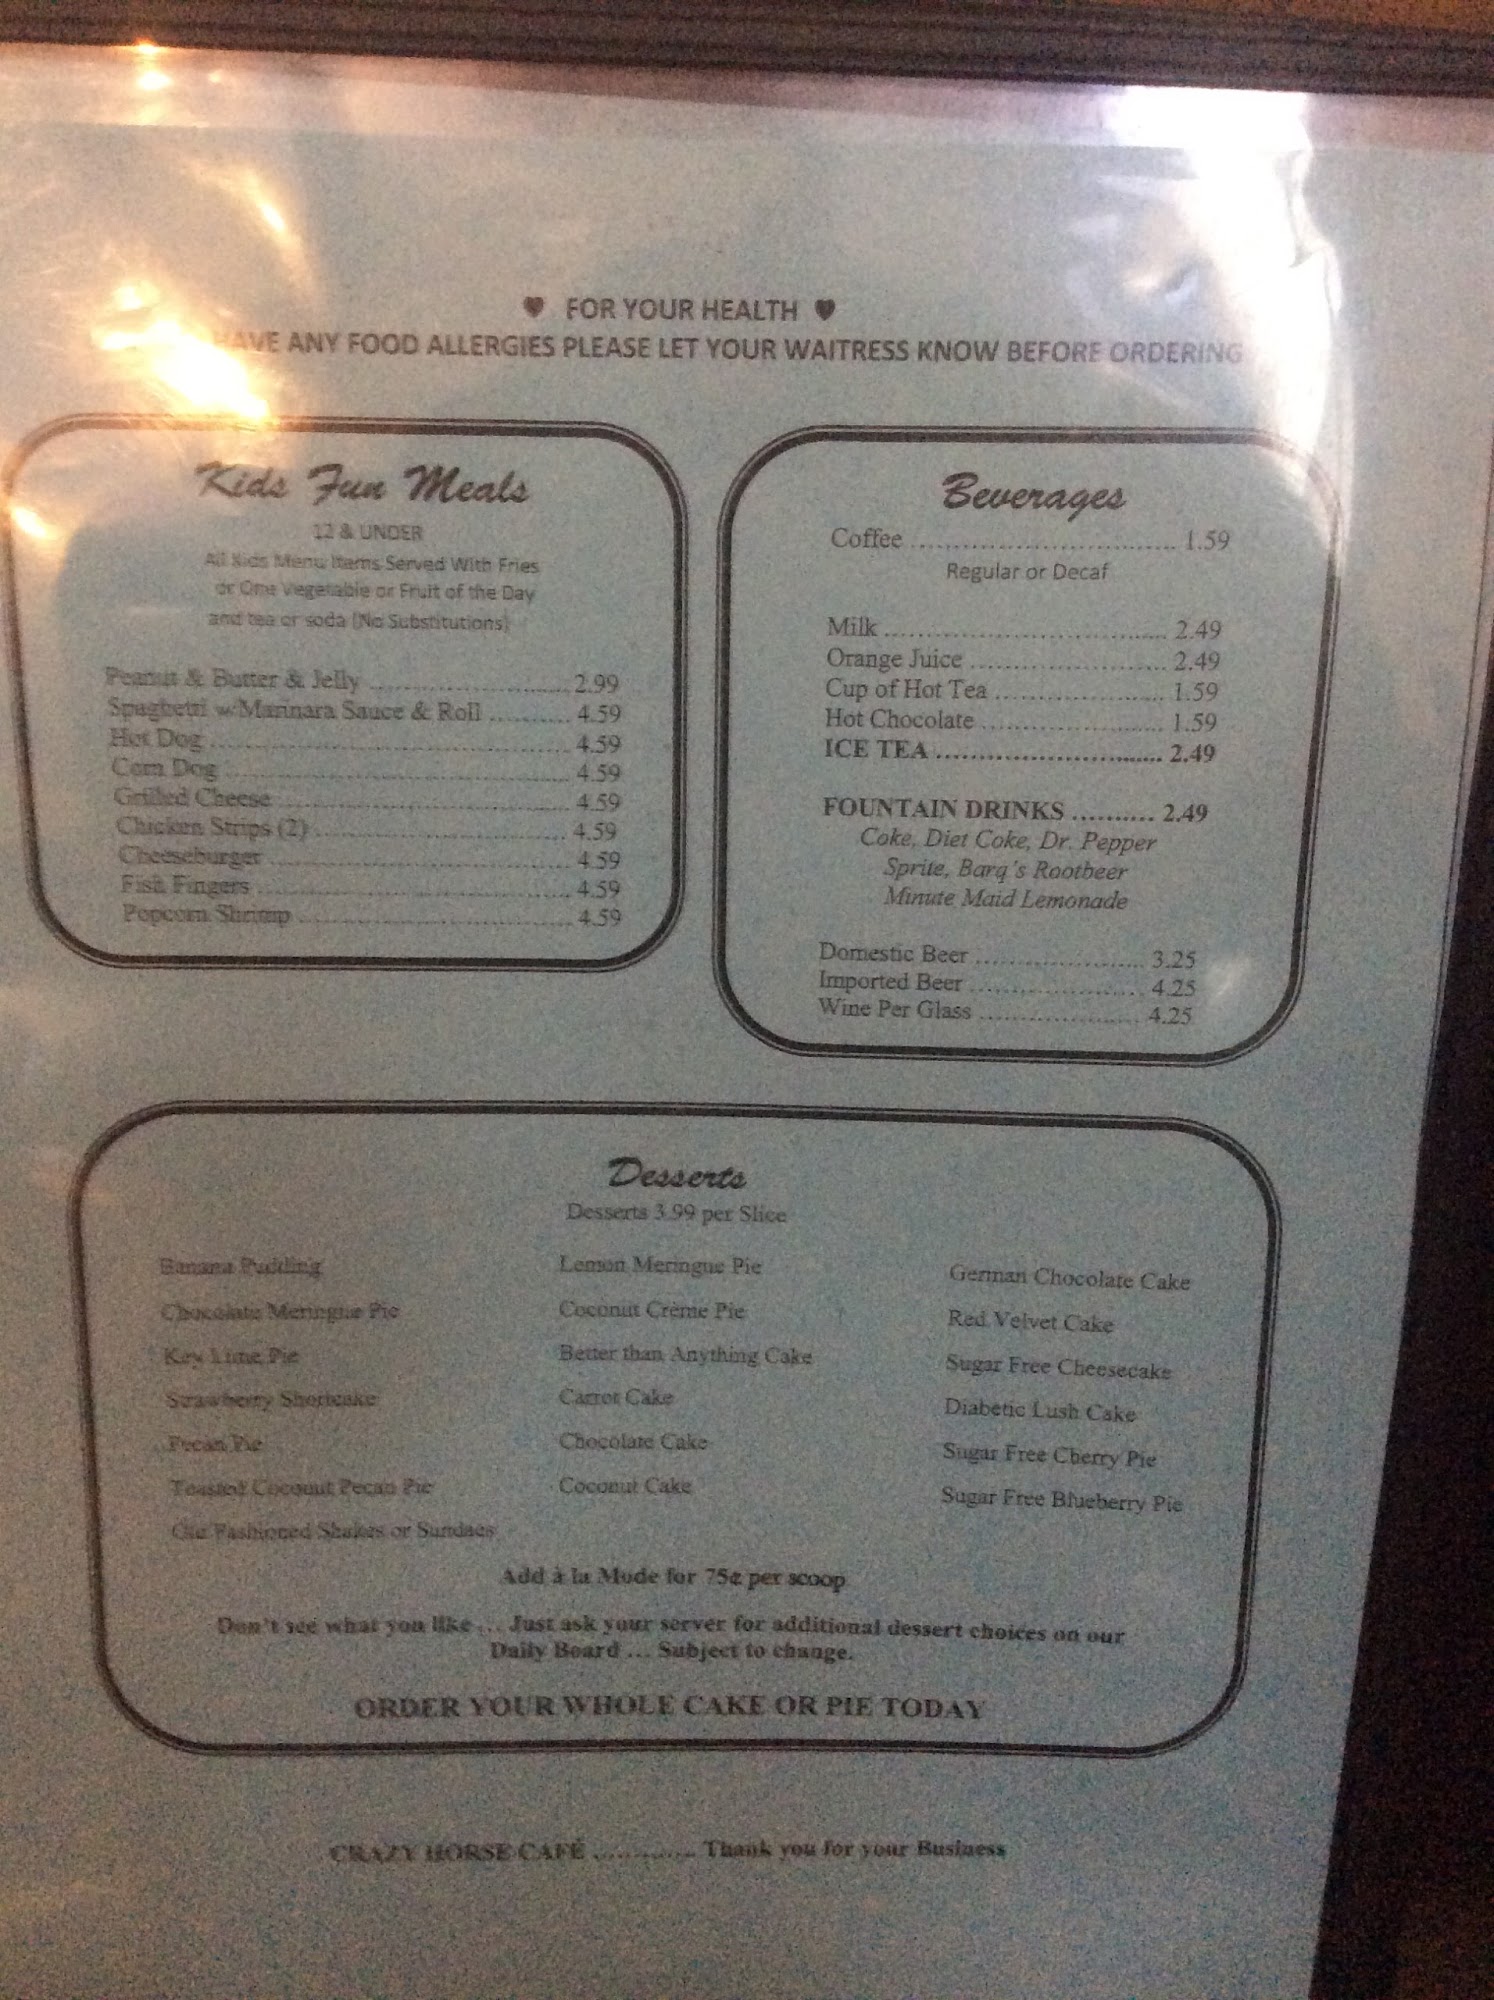 ♥ FOR YOUR HEALTH ♥
HAVE ANY FOOD ALLERGIES PLEASE LET YOUR WAITRESS KNOW BEFORE ORDERING
Kids Fun Meals
12 & UNDER
All Kids Menu Items Served With Fries
or One Vegetable or Fruit of the Day
and tea or soda (No Substitutions)
Peanut & Butter & Jelly .......................... 2.99
Spaghetti w/Marinara Sauce & Roll ........... 4.59
Hot Dog ................................................ 4.59
Corn Dog .............................................. 4.59
Grilled Cheese ....................................... 4.59
Chicken Strips (2) .................................. 4.59
Cheeseburger ........................................ 4.59
Fish Fingers .......................................... 4.59
Popcorn Shrimp ..................................... 4.59
Beverages
Coffee .................................. 1.59
Regular or Decaf
Milk ..................................... 2.49
Orange Juice .......................... 2.49
Cup of Hot Tea ....................... 1.59
Hot Chocolate ......................... 1.59
ICE TEA ............................... 2.49
FOUNTAIN DRINKS .......... 2.49
Coke, Diet Coke, Dr. Pepper
Sprite, Barq's Rootbeer
Minute Maid Lemonade
Domestic Beer ....................... 3.25
Imported Beer ........................ 4.25
Wine Per Glass ....................... 4.25
Desserts
Desserts 3.99 per Slice
Banana Pudding
Chocolate Meringue Pie
Key Lime Pie
Strawberry Shortcake
Pecan Pie
Toasted Coconut Pecan Pie
Old Fashioned Shakes or Sundaes
Lemon Meringue Pie
Coconut Crème Pie
Better than Anything Cake
Carrot Cake
Chocolate Cake
Coconut Cake
German Chocolate Cake
Red Velvet Cake
Sugar Free Cheesecake
Diabetic Lush Cake
Sugar Free Cherry Pie
Sugar Free Blueberry Pie
Add à la Mode for 75¢ per scoop
Don't see what you like ... Just ask your server for additional dessert choices on our
Daily Board ... Subject to change.
ORDER YOUR WHOLE CAKE OR PIE TODAY
CRAZY HORSE CAFÉ ............ Thank you for your Business